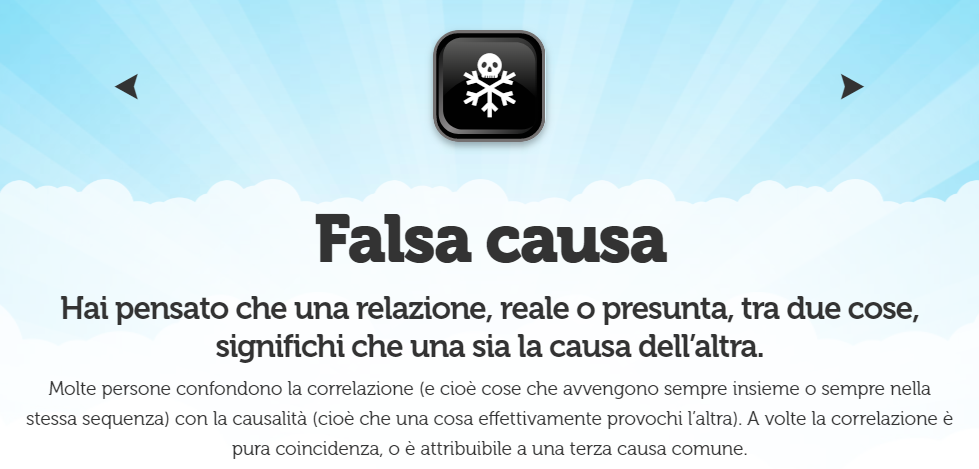 Falsa causa
Hai pensato che una relazione, reale o presunta, tra due cose,
significhi che una sia la causa dell’altra.
Molte persone confondono la correlazione (e cioè cose che avvengono sempre insieme o sempre nella
stessa sequenza) con la causalità (cioè che una cosa effettivamente provochi l’altra). A volte la correlazione è
pura coincidenza, o è attribuibile a una terza causa comune.